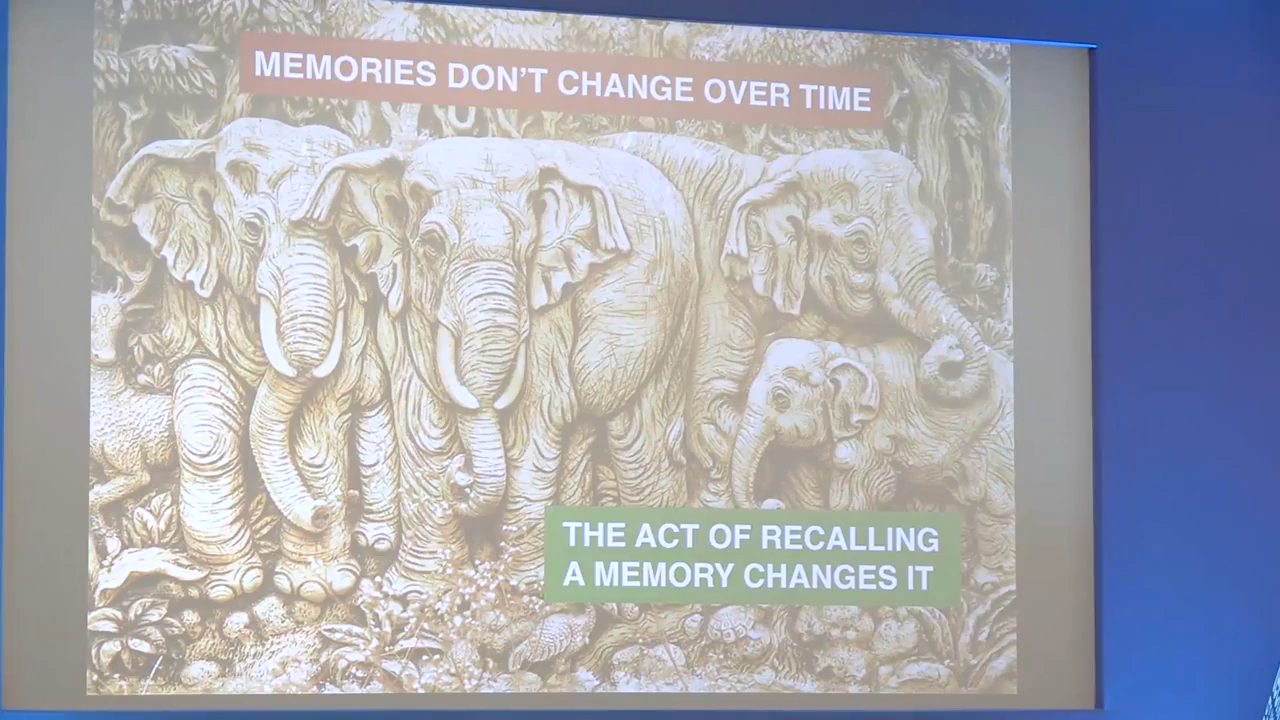 MEMORIES DON'T CHANGE OVER TIME
THE ACT OF RECALLING
A MEMORY CHANGES IT